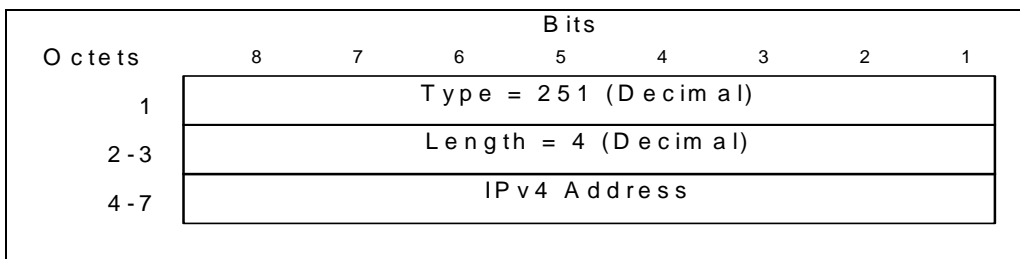 Bits
Octets 8 7 6 5 4 3 2 1
1 Type = 251 (Decimal)
2-3 Length = 4 (Decimal)
4-7 IPv4 Address